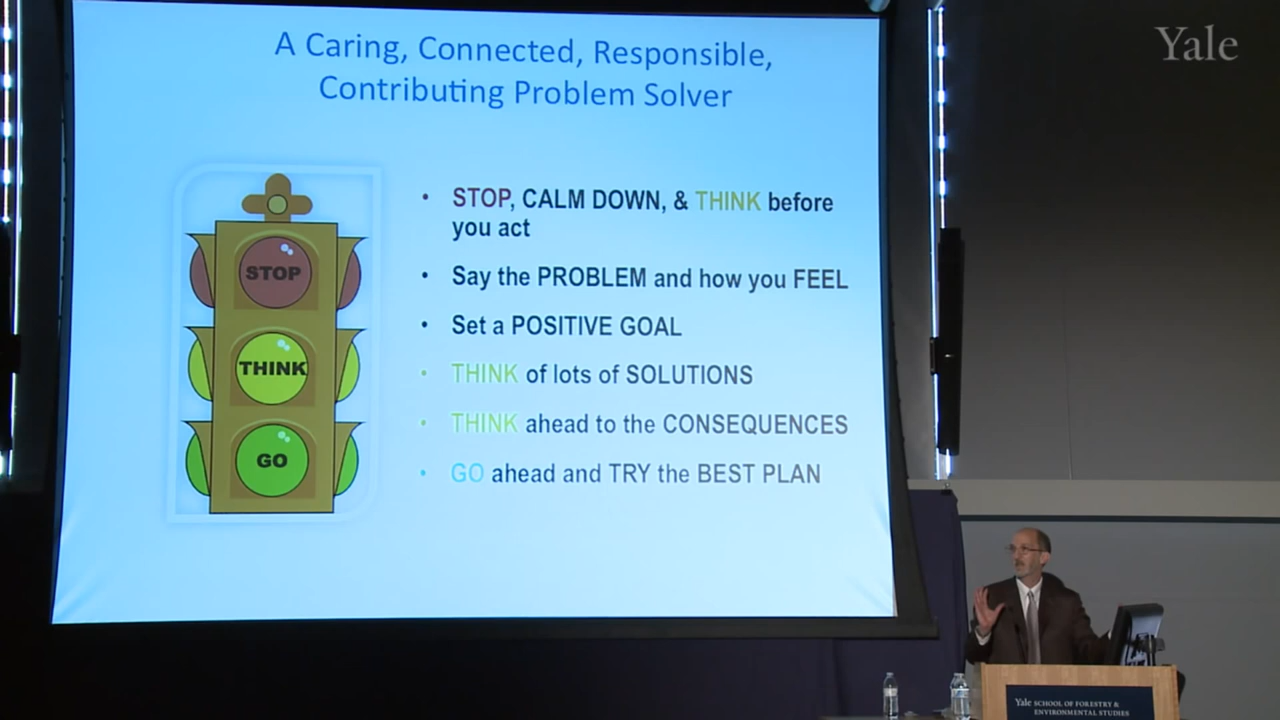 Yale
A Caring, Connected, Responsible,
Contributing Problem Solver
STOP
THINK
GO
• STOP, CALM DOWN, & THINK before
you act
• Say the PROBLEM and how you FEEL
• Set a POSITIVE GOAL
• THINK of lots of SOLUTIONS
• THINK ahead to the CONSEQUENCES
• GO ahead and TRY the BEST PLAN
Yale SCHOOL OF FORESTRY &
ENVIRONMENTAL STUDIES